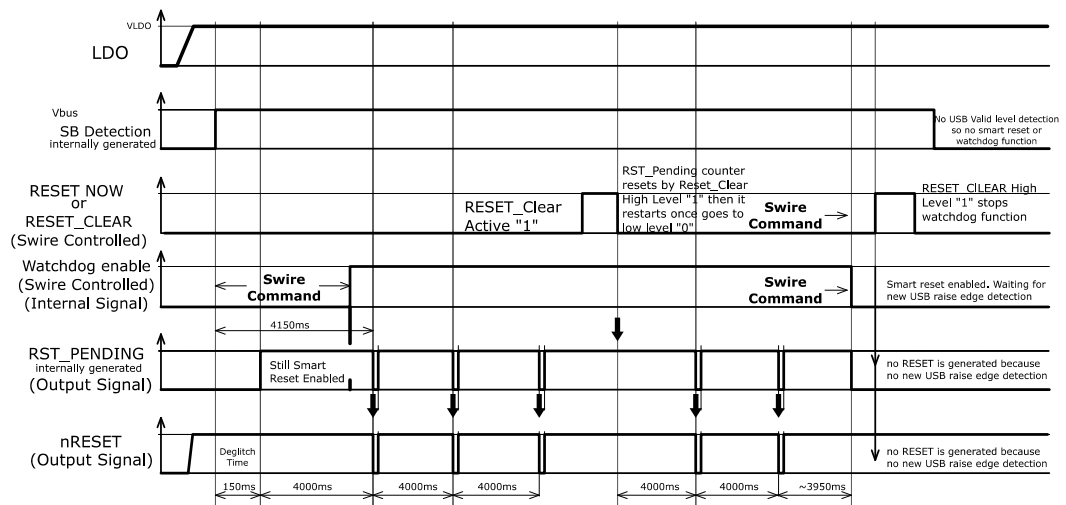 VLDO
LDO
Vbus
SB Detection
internally generated
No USB Valid level detection
so no smart reset or
watchdog function
RESET NOW
or
RESET_CLEAR
(Swire Controlled)
RESET_Clear
Active "1"
RST_Pending counter
resets by Reset_Clear
High Level "1" then it
restarts once goes to
low level "0"
Swire
Command
RESET_ClLEAR High
Level "1" stops
watchdog function
Watchdog enable
(Swire Controlled)
(Internal Signal)
Swire
Command
Swire
Command
Smart reset enabled. Waiting for
new USB raise edge detection
4150ms
RST_PENDING
internally generated
(Output Signal)
Still Smart
Reset Enabled
no RESET is generated because
no new USB raise edge detection
nRESET
(Output Signal)
Deglitch
Time
no RESET is generated because
no new USB raise edge detection
150ms
4000ms
4000ms
4000ms
4000ms
4000ms
~3950ms